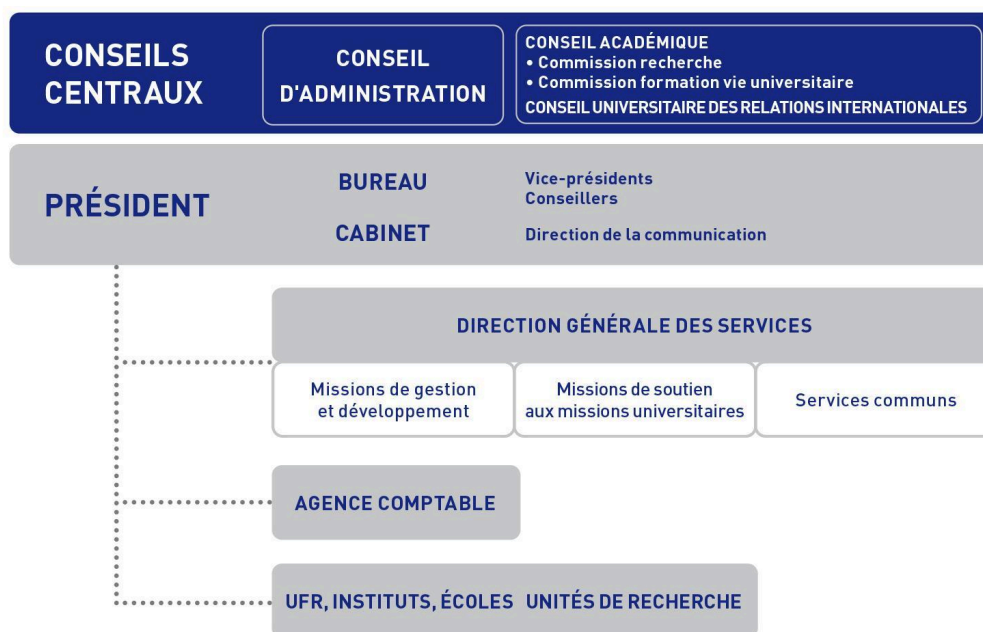 CONSEILS
CENTRAUX
CONSEIL
D'ADMINISTRATION
CONSEIL ACADÉMIQUE
• Commission recherche
• Commission formation vie universitaire
CONSEIL UNIVERSITAIRE DES RELATIONS INTERNATIONALES
PRÉSIDENT
BUREAU
Vice-présidents
Conseillers
CABINET
Direction de la communication
DIRECTION GÉNÉRALE DES SERVICES
Missions de gestion
et développement
Missions de soutien
aux missions universitaires
Services communs
AGENCE COMPTABLE
UFR, INSTITUTS, ÉCOLES UNITÉS DE RECHERCHE